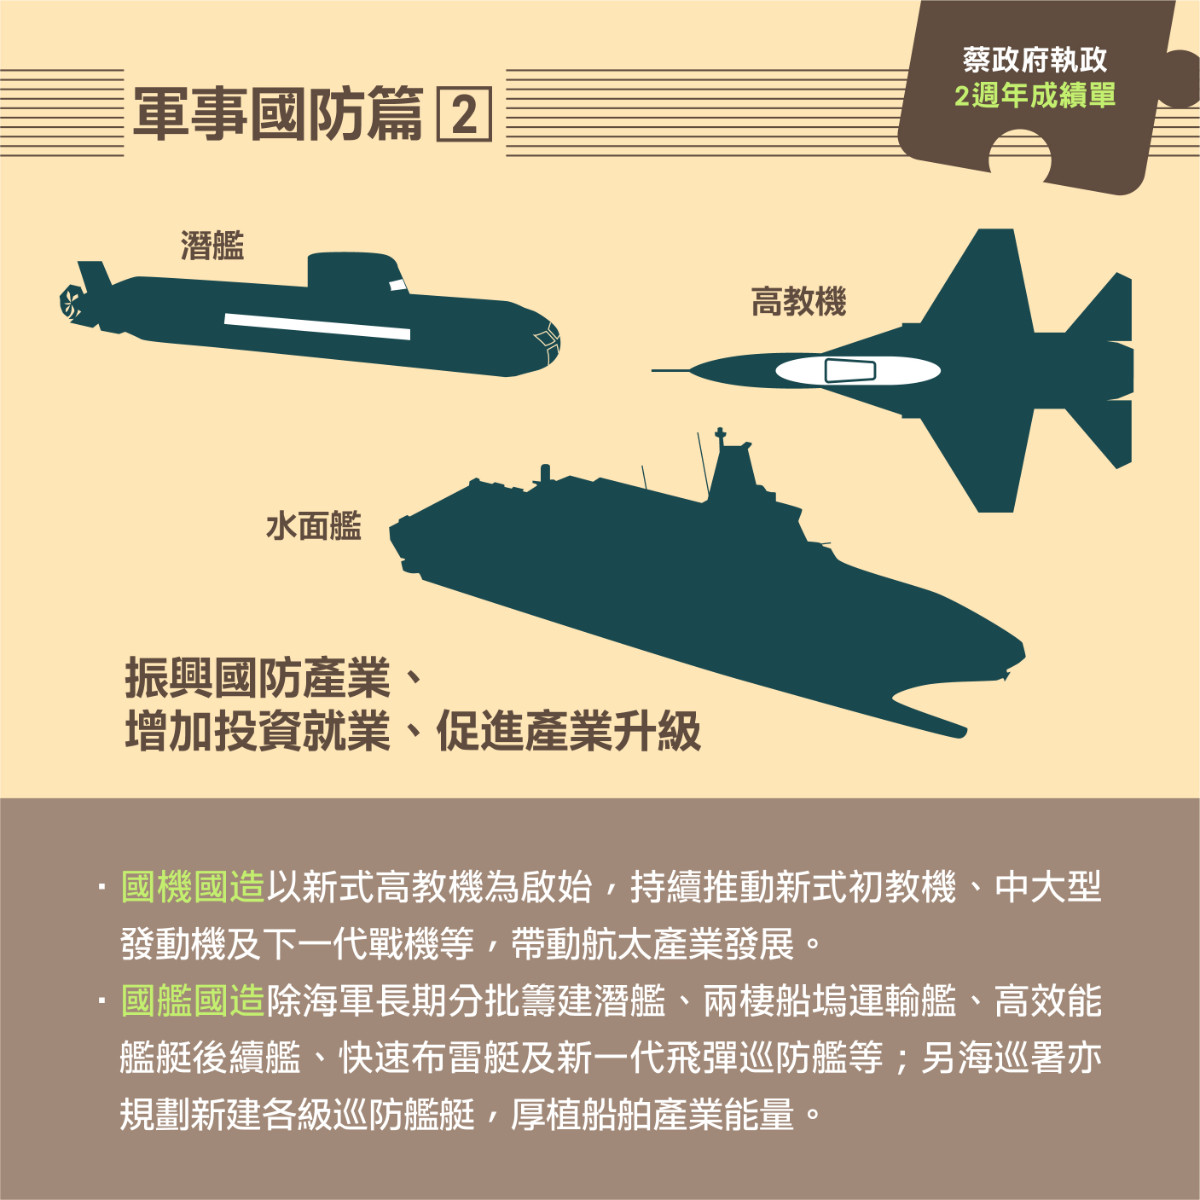 蔡政府執政
2週年成績單
軍事國防篇 2
潛艦
高教機
水面艦
振興國防產業、
增加投資就業、促進產業升級
·國機國造以新式高教機為啟始，持續推動新式初教機、中大型
發動機及下一代戰機等，帶動航太產業發展。
·國艦國造除海軍長期分批籌建潛艦、兩棲船塢運輸艦、高效能
艦艇後續艦、快速布雷艇及新一代飛彈巡防艦等；另海巡署亦
規劃新建各級巡防艦艇，厚植船舶產業能量。